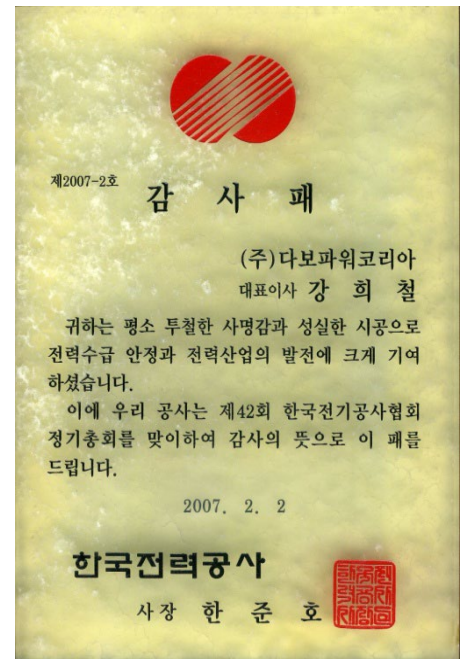 제2007-2호
감 사 패
(주)다보파워코리아
대표이사 강 희 철
귀하는 평소 투철한 사명감과 성실한 시공으로
전력수급 안정과 전력산업의 발전에 크게 기여
하셨습니다.
이에 우리 공사는 제42회 한국전기공사협회
정기총회를 맞이하여 감사의 뜻으로 이 패를
드립니다.
2007. 2. 2
한국전력공사
사장 한 준 호